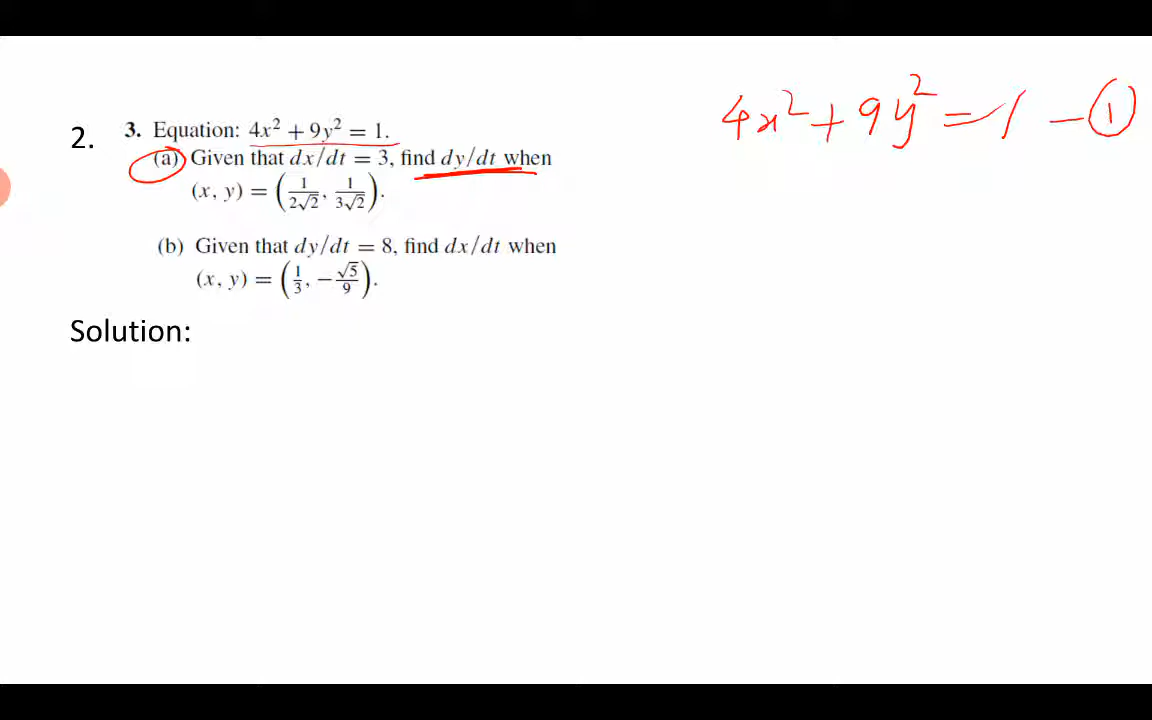 4x² + 9y² = 1 – ①
2. 3. Equation: 4x² + 9y² = 1.
(a) Given that dx/dt = 3, find dy/dt when
(x, y) = (1/2√2, 1/3√2).
(b) Given that dy/dt = 8, find dx/dt when
(x, y) = (1/3, −√5/9).
Solution: